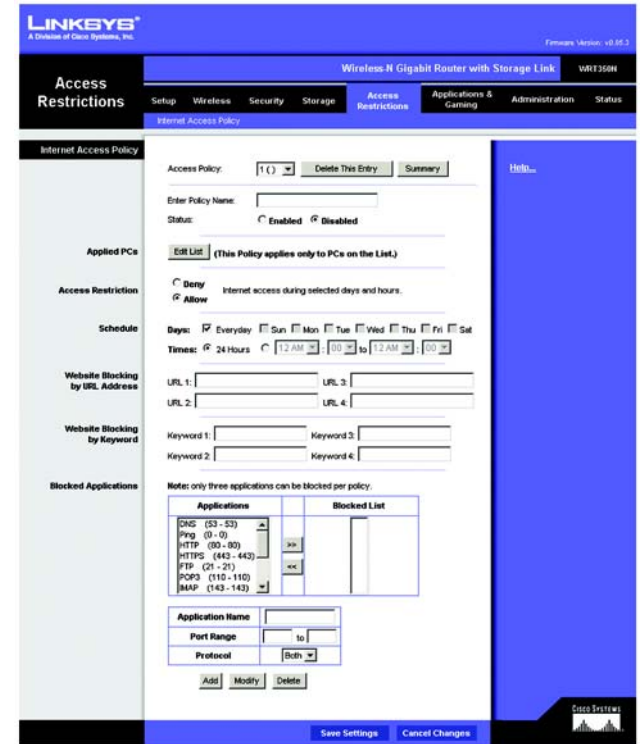 LINKSYS®
A Division of Cisco Systems, Inc.
Firmware Version: v0.95.3
Wireless-N Gigabit Router with Storage Link WRT350N
Access Restrictions
Setup Wireless Security Storage Access Restrictions Applications & Gaming Administration Status
Internet Access Policy
Internet Access Policy
Access Policy: 1 () Delete This Entry Summary
Help...
Enter Policy Name:
Status: Enabled Disabled
Applied PCs
Edit List (This Policy applies only to PCs on the List.)
Access Restriction
Deny
Allow
Internet access during selected days and hours.
Schedule
Days: Everyday Sun Mon Tue Wed Thu Fri Sat
Times: 24 Hours 12 AM : 00 to 12 AM : 00
Website Blocking by URL Address
URL 1: URL 3:
URL 2: URL 4:
Website Blocking by Keyword
Keyword 1: Keyword 3:
Keyword 2: Keyword 4:
Blocked Applications
Note: only three applications can be blocked per policy.
Applications Blocked List
DNS (53 - 53)
Ping (0 - 0)
HTTP (80 - 80)
HTTPS (443 - 443)
FTP (21 - 21)
POP3 (110 - 110)
IMAP (143 - 143)
>>
<<
Application Name
Port Range to
Protocol Both
Add Modify Delete
Save Settings Cancel Changes
CISCO SYSTEMS